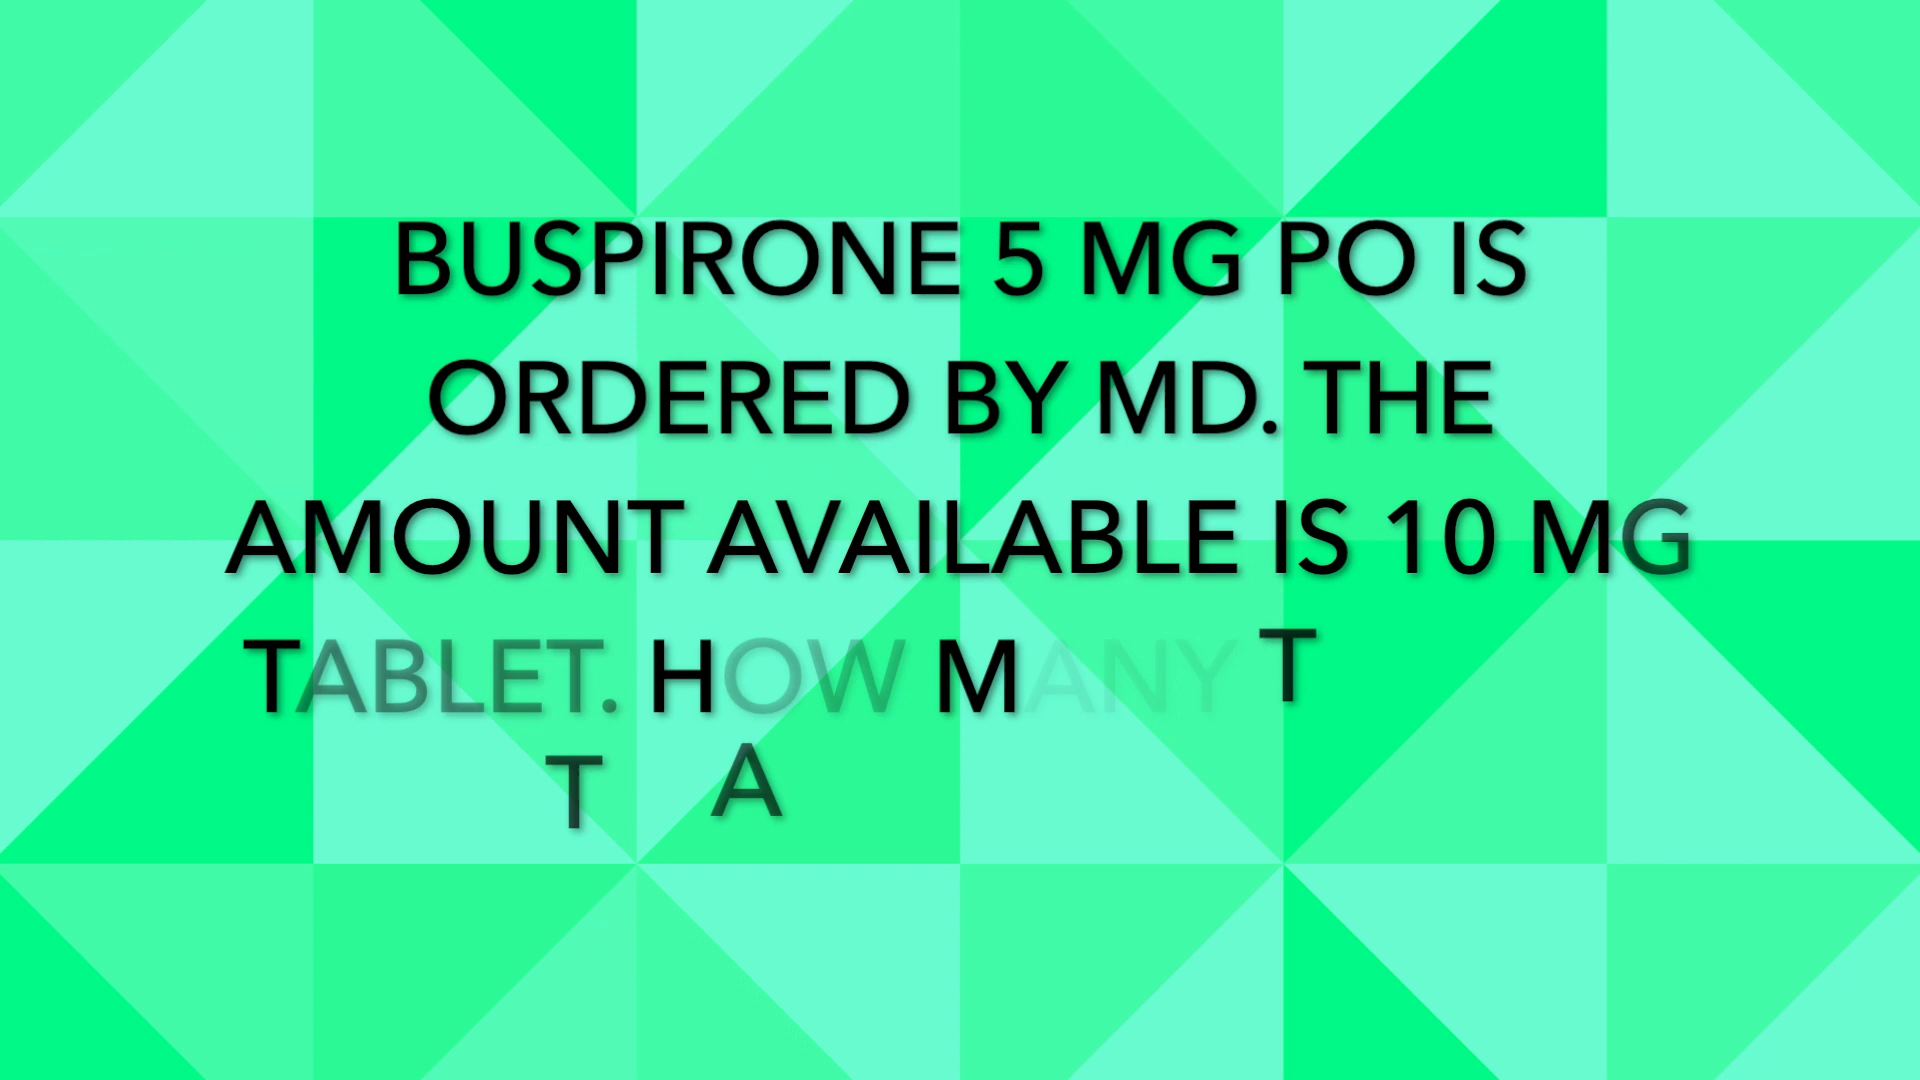 BUSPIRONE 5 MG PO IS
ORDERED BY MD. THE
AMOUNT AVAILABLE IS 10 MG
TABLET. HOW MANY T
T A